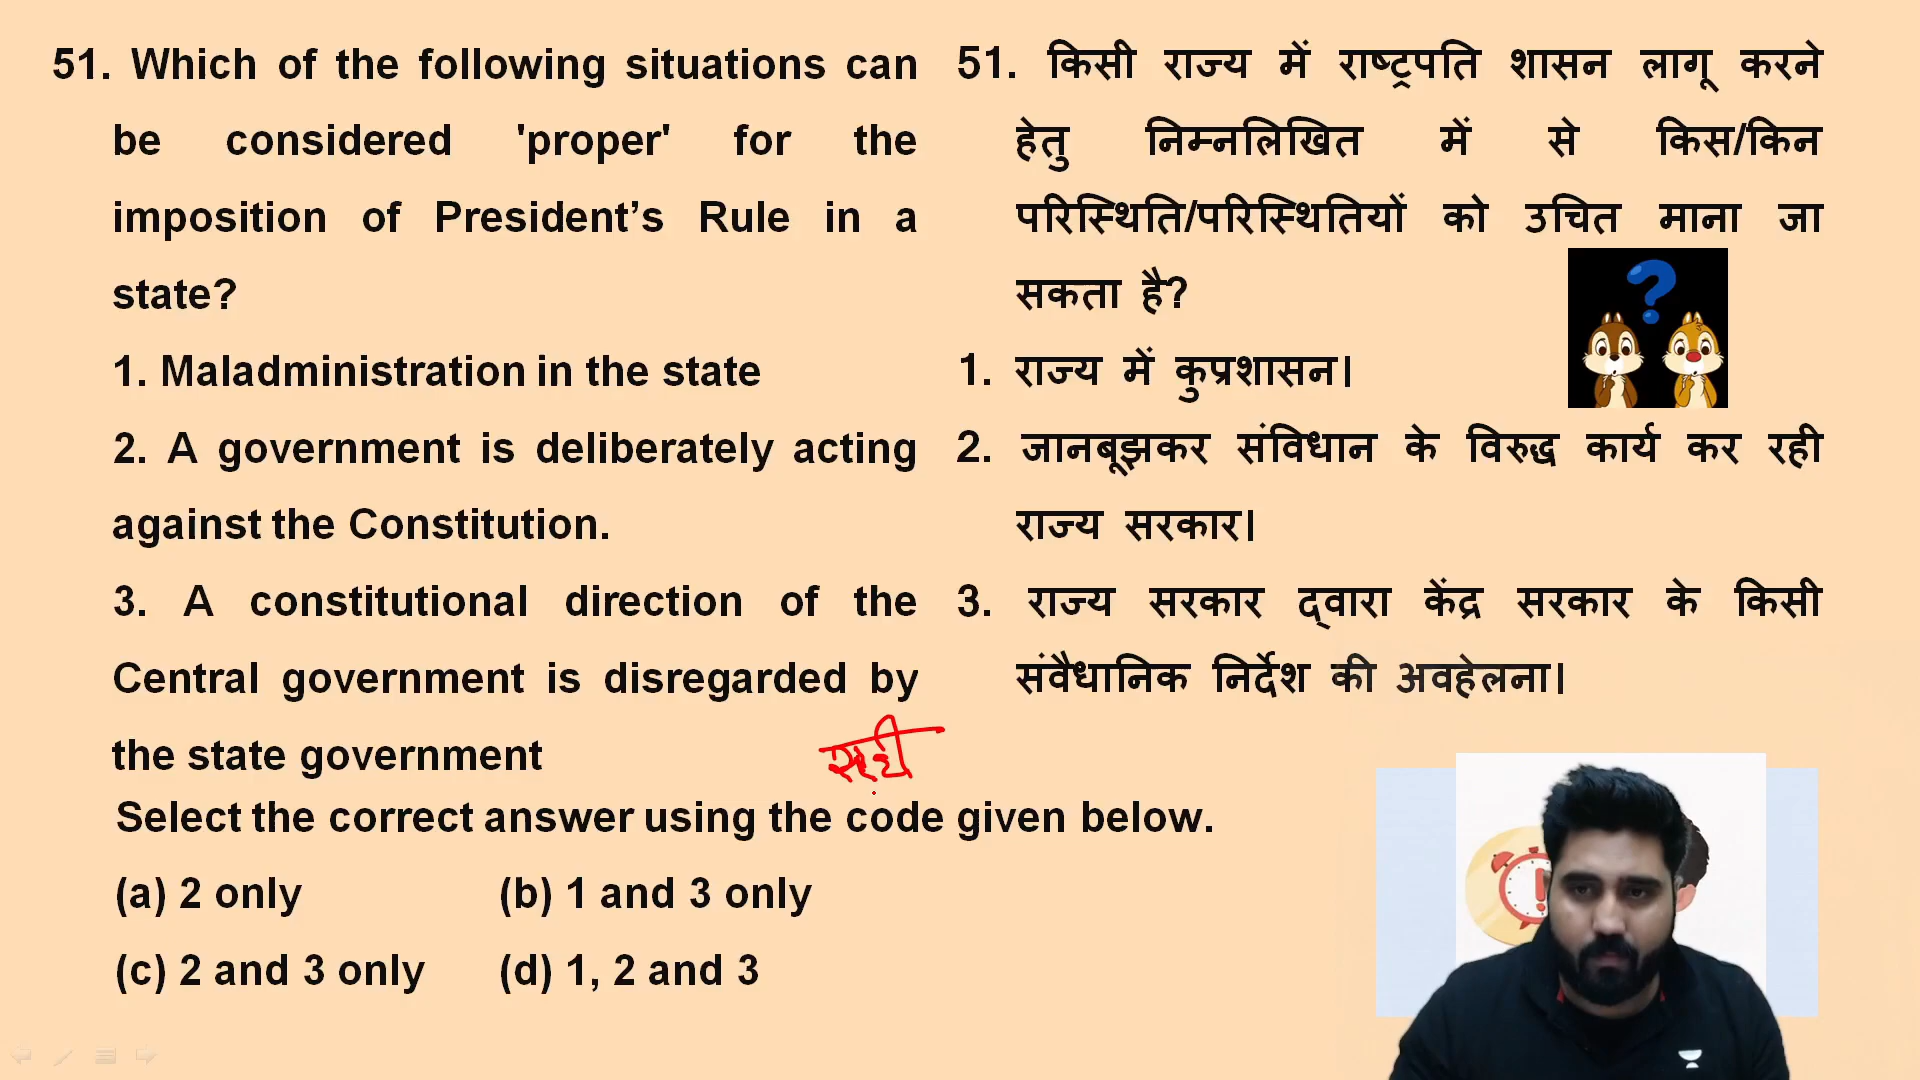 51. Which of the following situations can
be considered 'proper' for the
imposition of President’s Rule in a
state?
1. Maladministration in the state
2. A government is deliberately acting
against the Constitution.
3. A constitutional direction of the
Central government is disregarded by
the state government
51. किसी राज्य में राष्ट्रपति शासन लागू करने
हेतु निम्नलिखित में से किस/किन
परिस्थिति/परिस्थितियों को उचित माना जा
सकता है?
1. राज्य में कुप्रशासन।
2. जानबूझकर संविधान के विरुद्ध कार्य कर रही
राज्य सरकार।
3. राज्य सरकार द्वारा केंद्र सरकार के किसी
संवैधानिक निर्देश की अवहेलना।
सही
Select the correct answer using the code given below.
(a) 2 only (b) 1 and 3 only
(c) 2 and 3 only (d) 1, 2 and 3